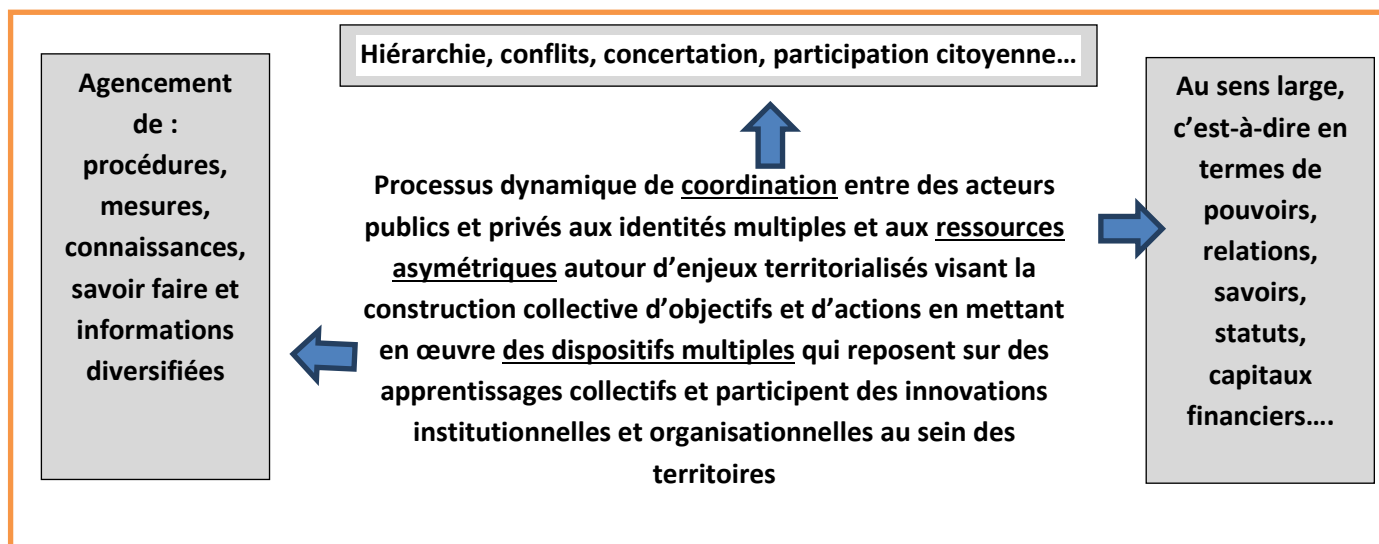 Hiérarchie, conflits, concertation, participation citoyenne…
Agencement
de :
procédures,
mesures,
connaissances,
savoir faire et
informations
diversifiées
Processus dynamique de coordination entre des acteurs
publics et privés aux identités multiples et aux ressources
asymétriques autour d’enjeux territorialisés visant la
construction collective d’objectifs et d’actions en mettant
en œuvre des dispositifs multiples qui reposent sur des
apprentissages collectifs et participent des innovations
institutionnelles et organisationnelles au sein des
territoires
Au sens large,
c’est-à-dire en
termes de
pouvoirs,
relations,
savoirs,
statuts,
capitaux
financiers….